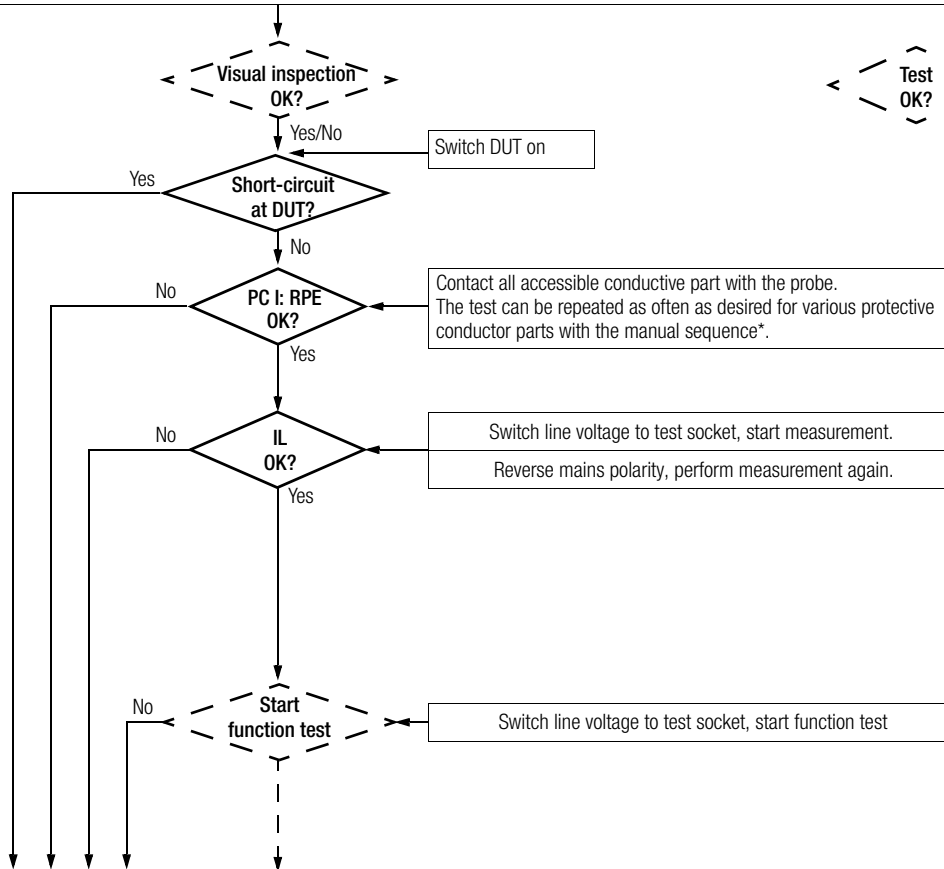 Visual inspection
OK?
Test
OK?
Yes/No
Switch DUT on
Yes
Short-circuit
at DUT?
No
No
PC I: RPE
OK?
Contact all accessible conductive part with the probe.
The test can be repeated as often as desired for various protective
conductor parts with the manual sequence*.
Yes
No
IL
OK?
Switch line voltage to test socket, start measurement.
Reverse mains polarity, perform measurement again.
Yes
No
Start
function test
Switch line voltage to test socket, start function test